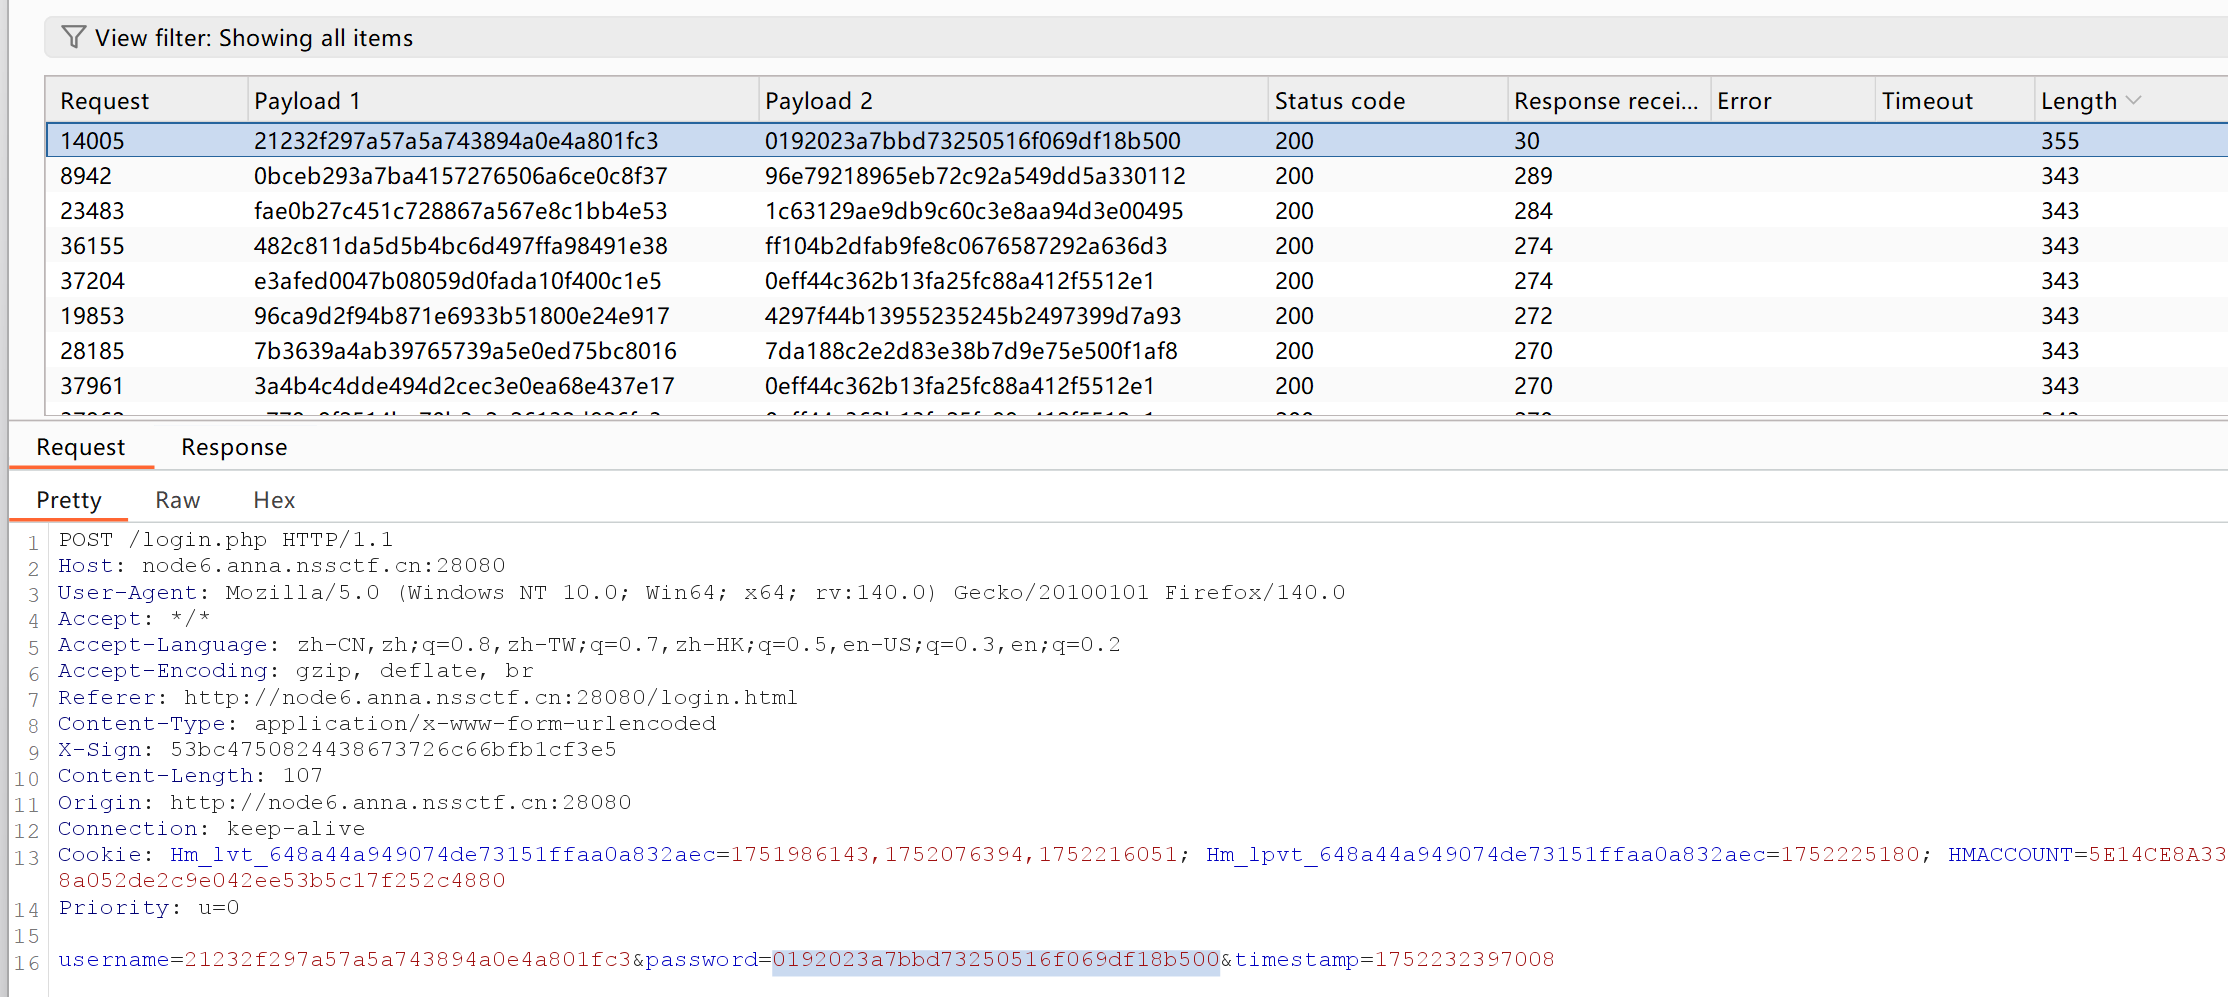 View filter: Showing all items
Request Payload 1 Payload 2 Status code Response recei... Error Timeout Length
14005 21232f297a57a5a743894a0e4a801fc3 0192023a7bbd73250516f069df18b500 200 30 355
8942 0bceb293a7ba4157276506a6ce0c8f37 96e79218965eb72c92a549dd5a330112 200 289 343
23483 fae0b27c451c728867a567e8c1bb4e53 1c63129ae9db9c60c3e8aa94d3e00495 200 284 343
36155 482c811da5d5b4bc6d497ffa98491e38 ff104b2dfab9fe8c0676587292a636d3 200 274 343
37204 e3afed0047b08059d0fada10f400c1e5 0eff44c362b13fa25fc88a412f5512e1 200 274 343
19853 96ca9d2f94b871e6933b51800e24e917 4297f44b13955235245b2497399d7a93 200 272 343
28185 7b3639a4ab39765739a5e0ed75bc8016 7da188c2e2d83e38b7d9e75e500f1af8 200 270 343
37961 3a4b4c4dde494d2cec3e0ea68e437e17 0eff44c362b13fa25fc88a412f5512e1 200 270 343
Request Response
Pretty Raw Hex
1 POST /login.php HTTP/1.1
2 Host: node6.anna.nssctf.cn:28080
3 User-Agent: Mozilla/5.0 (Windows NT 10.0; Win64; x64; rv:140.0) Gecko/20100101 Firefox/140.0
4 Accept: */*
5 Accept-Language: zh-CN,zh;q=0.8,zh-TW;q=0.7,zh-HK;q=0.5,en-US;q=0.3,en;q=0.2
6 Accept-Encoding: gzip, deflate, br
7 Referer: http://node6.anna.nssctf.cn:28080/login.html
8 Content-Type: application/x-www-form-urlencoded
9 X-Sign: 53bc4750824438673726c66bfb1cf3e5
10 Content-Length: 107
11 Origin: http://node6.anna.nssctf.cn:28080
12 Connection: keep-alive
13 Cookie: Hm_lvt_648a44a949074de73151ffaa0a832aec=1751986143,1752076394,1752216051; Hm_lpvt_648a44a949074de73151ffaa0a832aec=1752225180; HMACCOUNT=5E14CE8A33
8a052de2c9e042ee53b5c17f252c4880
14 Priority: u=0
15
16 username=21232f297a57a5a743894a0e4a801fc3&password=0192023a7bbd73250516f069df18b500&timestamp=1752232397008